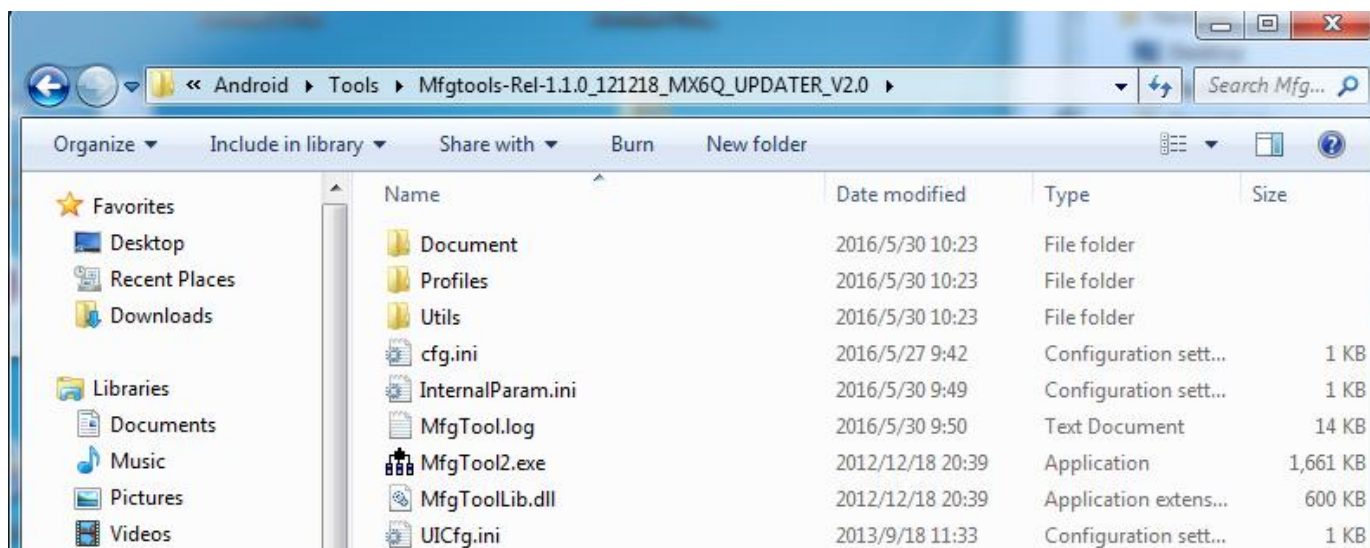 « Android ▸ Tools ▸ Mfgtools-Rel-1.1.0_121218_MX6Q_UPDATER_V2.0 ▸ Search Mfg...
Organize Include in library Share with Burn New folder
Favorites
Desktop
Recent Places
Downloads
Libraries
Documents
Music
Pictures
Videos
Name Date modified Type Size
Document 2016/5/30 10:23 File folder
Profiles 2016/5/30 10:23 File folder
Utils 2016/5/30 10:23 File folder
cfg.ini 2016/5/27 9:42 Configuration sett... 1 KB
InternalParam.ini 2016/5/30 9:49 Configuration sett... 1 KB
MfgTool.log 2016/5/30 9:50 Text Document 14 KB
MfgTool2.exe 2012/12/18 20:39 Application 1,661 KB
MfgToolLib.dll 2012/12/18 20:39 Application extens... 600 KB
UICfg.ini 2013/9/18 11:33 Configuration sett... 1 KB